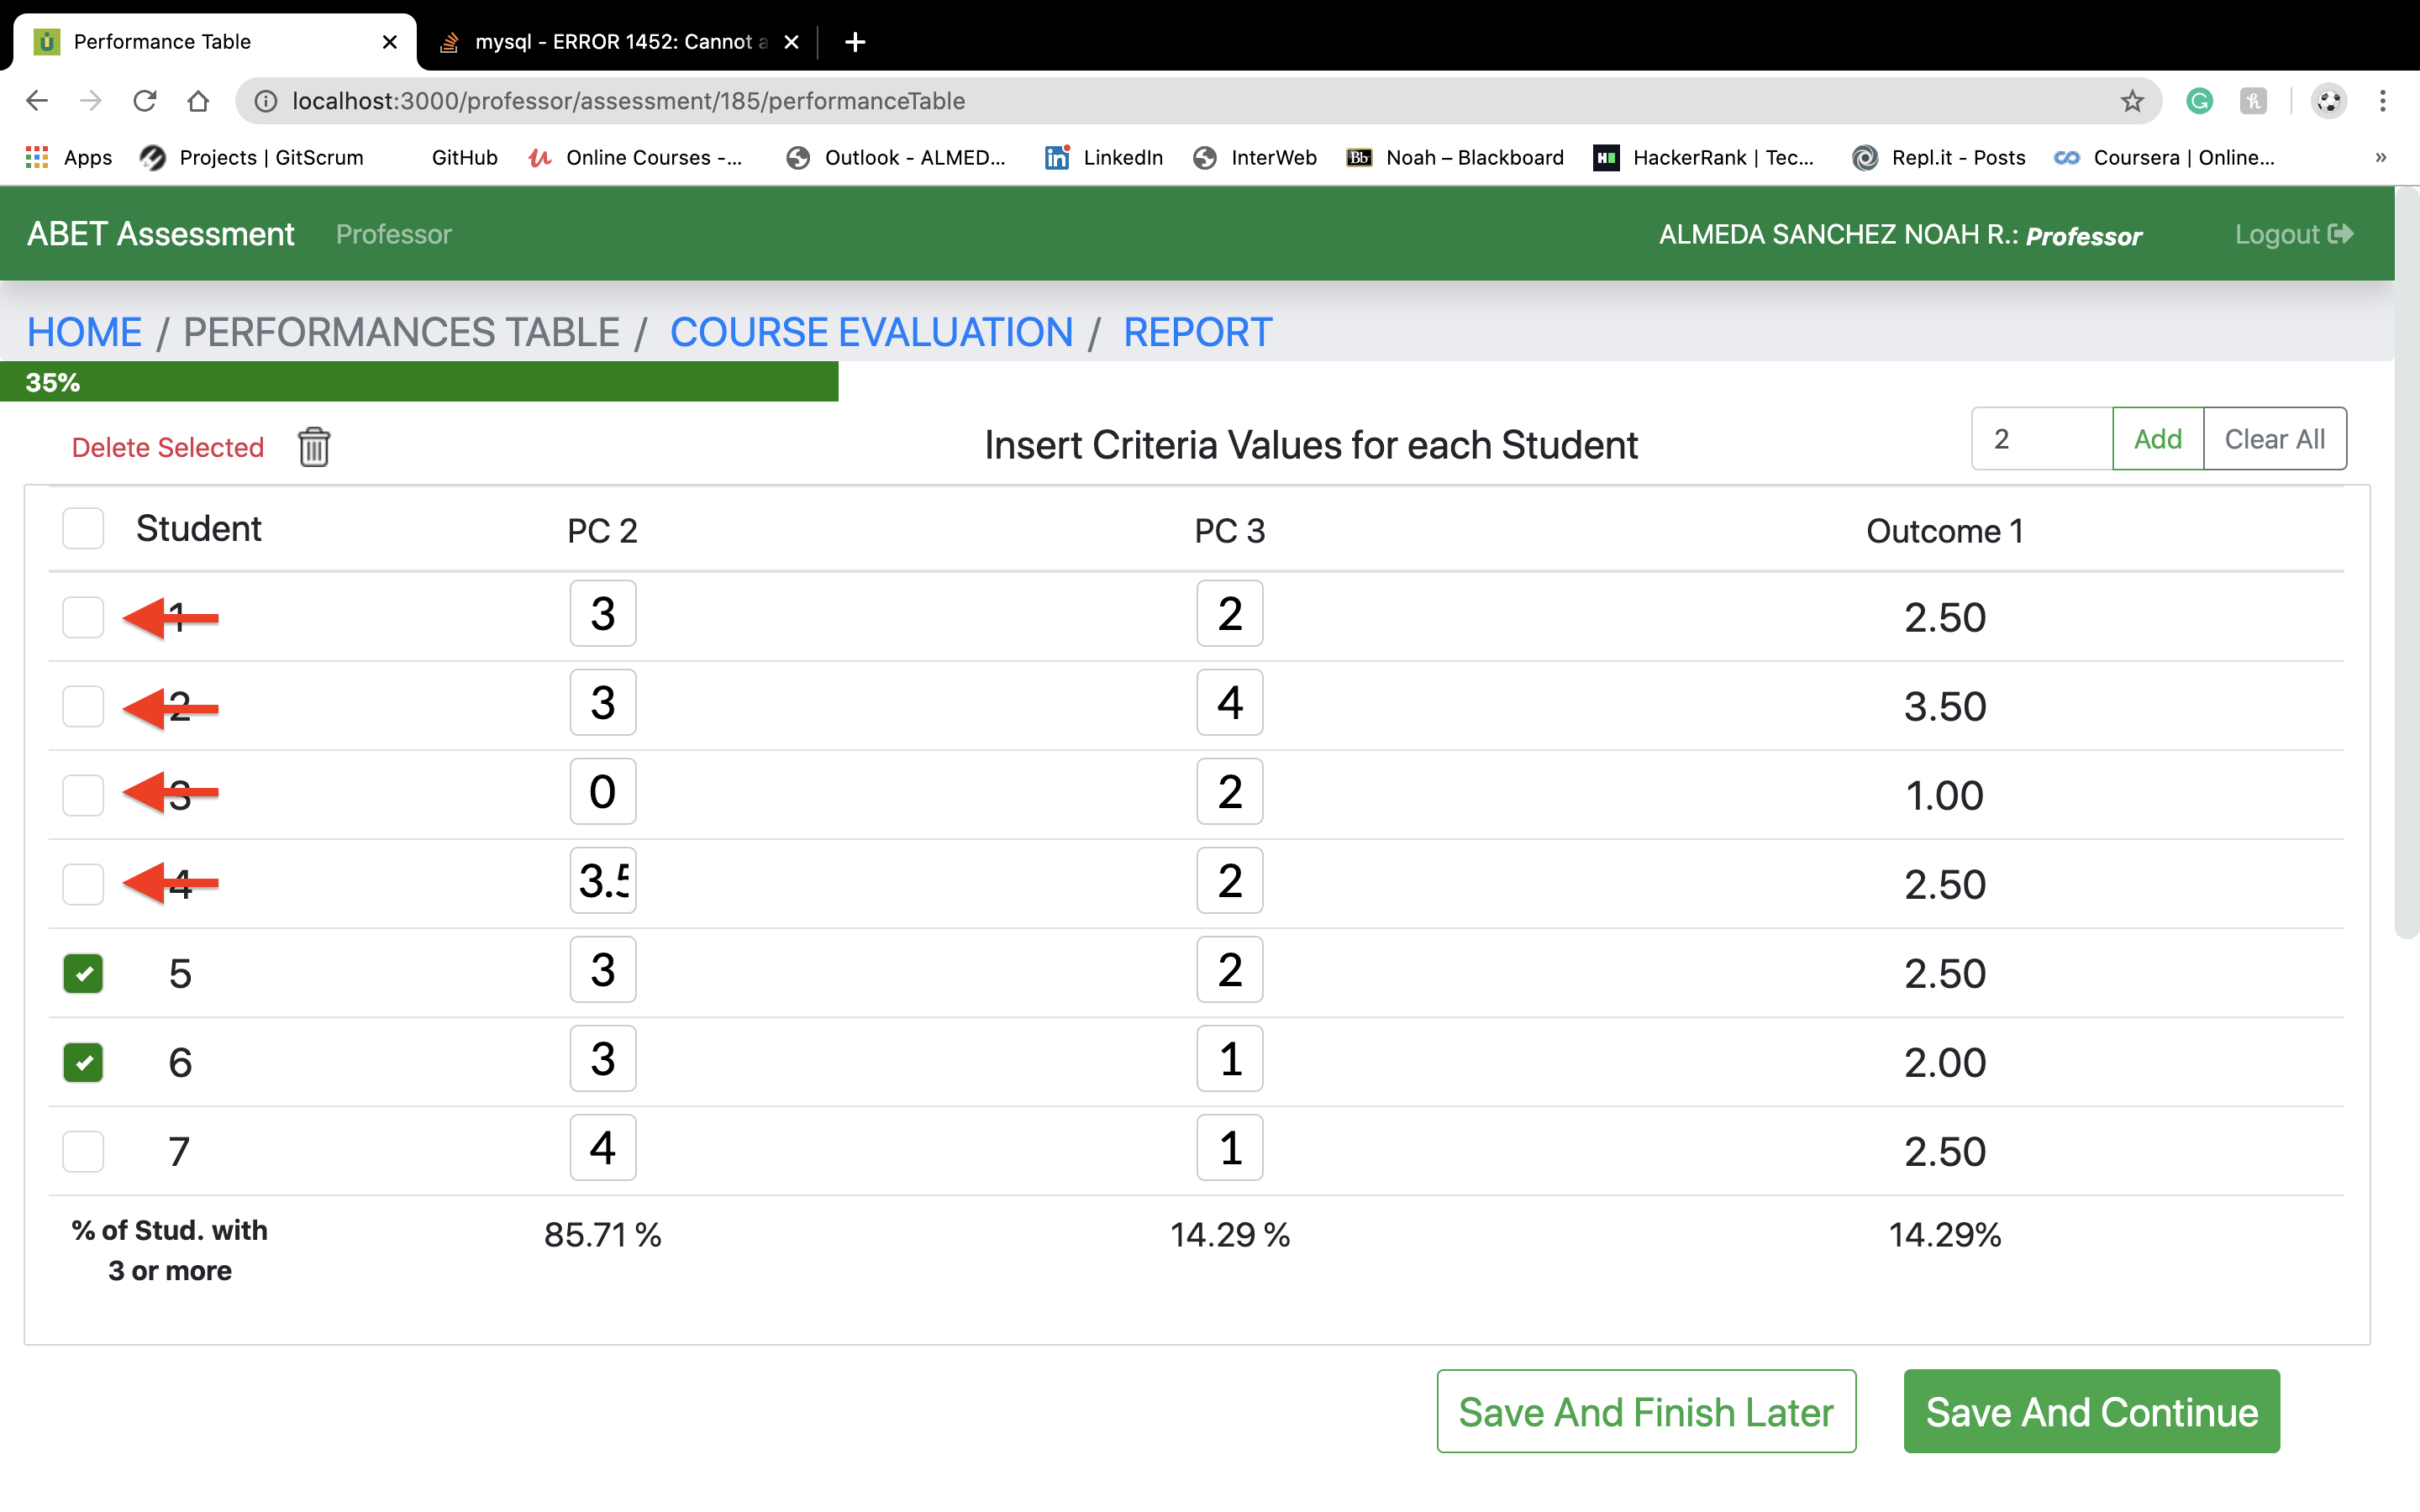 Performance Table
mysql - ERROR 1452: Cannot a
localhost:3000/professor/assessment/185/performanceTable
Apps Projects | GitScrum GitHub Online Courses -... Outlook - ALMED... LinkedIn InterWeb Bb Noah – Blackboard HackerRank | Tec... Repl.it - Posts Coursera | Online... »
ABET Assessment Professor ALMEDA SANCHEZ NOAH R.: Professor Logout
HOME / PERFORMANCES TABLE / COURSE EVALUATION / REPORT
35%
Delete Selected Insert Criteria Values for each Student 2 Add Clear All
Student PC 2 PC 3 Outcome 1
1 3 2 2.50
2 3 4 3.50
3 0 2 1.00
4 3.5 2 2.50
5 3 2 2.50
6 3 1 2.00
7 4 1 2.50
% of Stud. with 85.71 % 14.29 % 14.29%
3 or more
Save And Finish Later Save And Continue